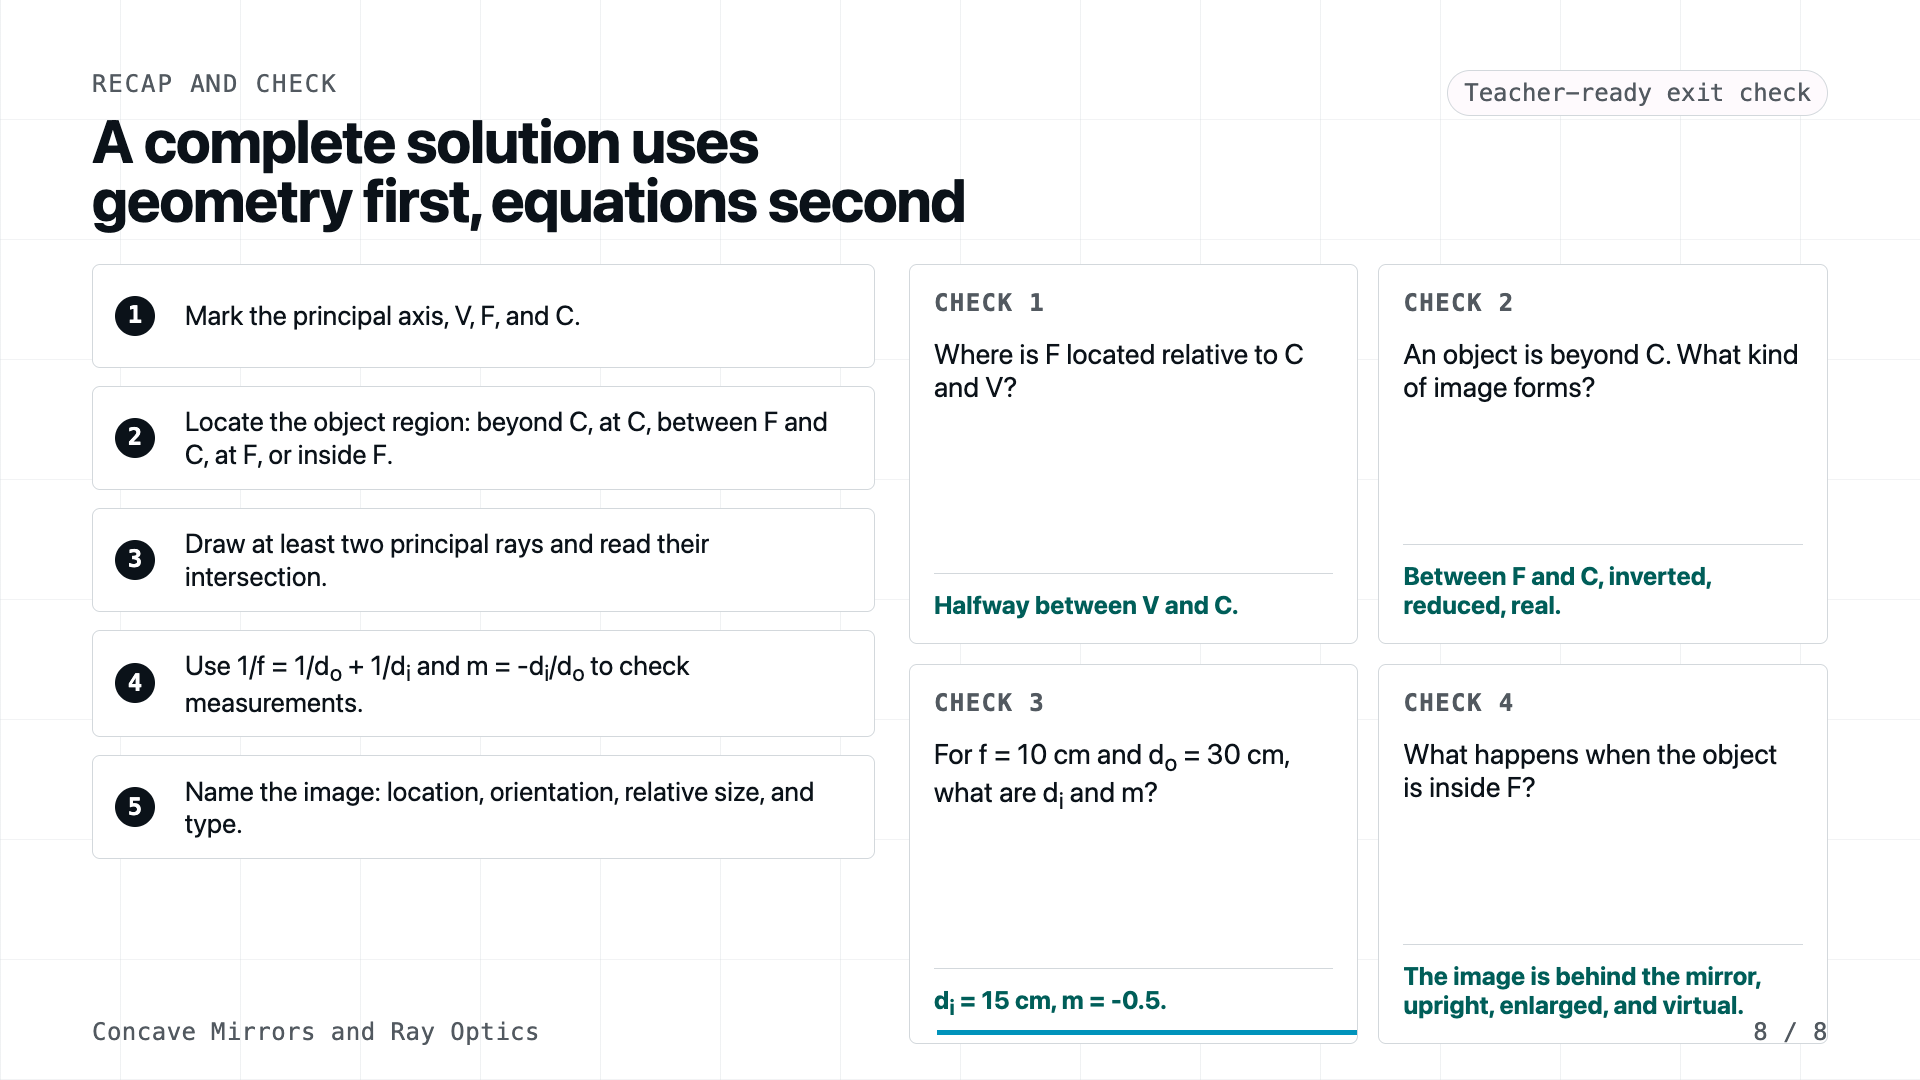 RECAP AND CHECK
Teacher-ready exit check
A complete solution uses
geometry first, equations second
1 Mark the principal axis, V, F, and C.
2 Locate the object region: beyond C, at C, between F and
C, at F, or inside F.
3 Draw at least two principal rays and read their
intersection.
4 Use 1/f = 1/do + 1/di and m = -di/do to check
measurements.
5 Name the image: location, orientation, relative size, and
type.
CHECK 1
Where is F located relative to C
and V?
Halfway between V and C.
CHECK 2
An object is beyond C. What kind
of image forms?
Between F and C, inverted,
reduced, real.
CHECK 3
For f = 10 cm and do = 30 cm,
what are di and m?
di = 15 cm, m = -0.5.
CHECK 4
What happens when the object
is inside F?
The image is behind the mirror,
upright, enlarged, and virtual.
Concave Mirrors and Ray Optics
8 / 8